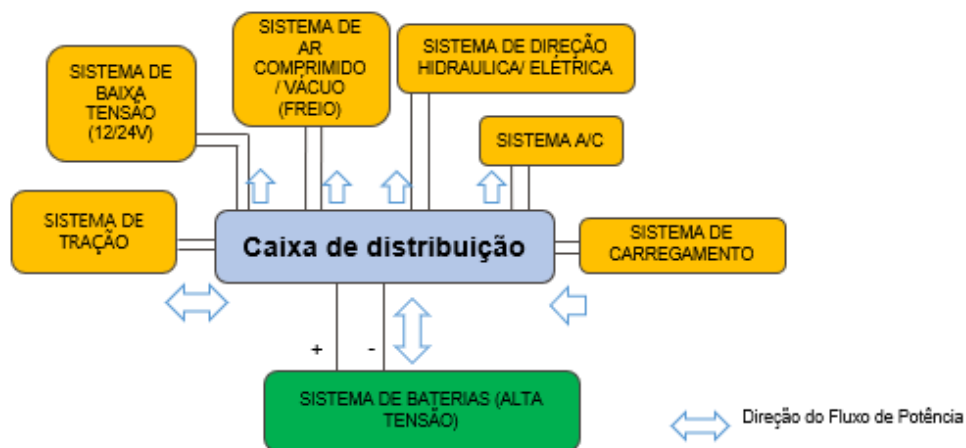 SISTEMA DE
BAIXA
TENSÃO
(12/24V)
SISTEMA DE
AR
COMPRIMIDO
/ VÁCUO
(FREIO)
SISTEMA DE DIREÇÃO
HIDRAULICA/ ELÉTRICA
SISTEMA A/C
SISTEMA DE
TRAÇÃO
Caixa de distribuição
SISTEMA DE
CARREGAMENTO
+ -
SISTEMA DE BATERIAS (ALTA
TENSÃO)
Direção do Fluxo de Potência